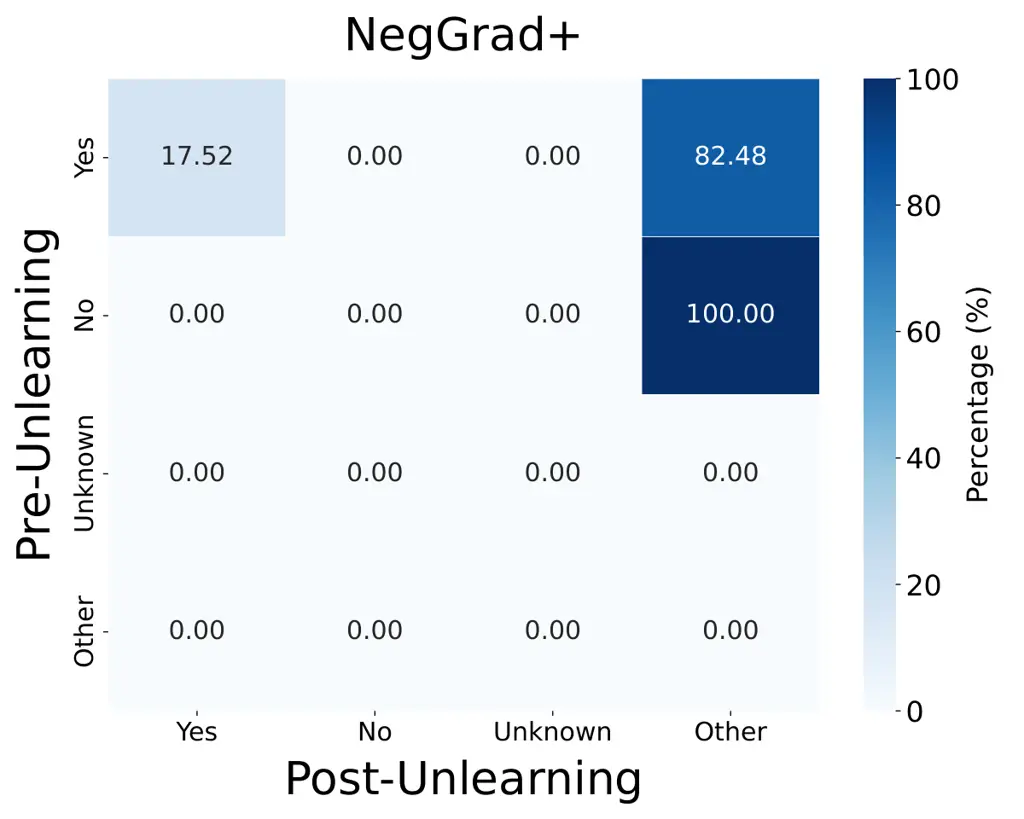 NegGrad+
Pre-Unlearning
Yes
17.52 0.00 0.00 82.48
No
0.00 0.00 0.00 100.00
Unknown
0.00 0.00 0.00 0.00
Other
0.00 0.00 0.00 0.00
Yes No Unknown Other
Post-Unlearning
100
80
60
40
20
0
Percentage (%)